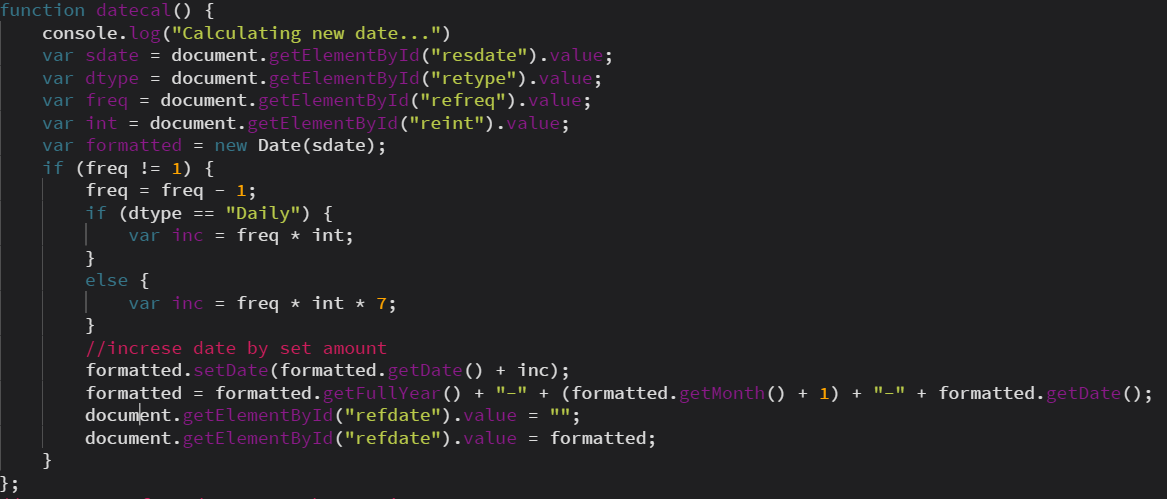 function datecal() {
console.log("Calculating new date...")
var sdate = document.getElementById("resdate").value;
var dtype = document.getElementById("retype").value;
var freq = document.getElementById("refreq").value;
var int = document.getElementById("reint").value;
var formatted = new Date(sdate);
if (freq != 1) {
freq = freq - 1;
if (dtype == "Daily") {
var inc = freq * int;
}
else {
var inc = freq * int * 7;
}
//increse date by set amount
formatted.setDate(formatted.getDate() + inc);
formatted = formatted.getFullYear() + "-" + (formatted.getMonth() + 1) + "-" + formatted.getDate();
document.getElementById("refdate").value = "";
document.getElementById("refdate").value = formatted;
}
};